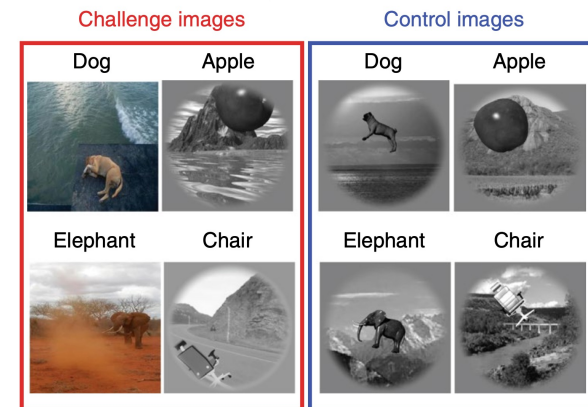 Challenge images
Control images
Dog
Apple
Dog
Apple
Elephant
Chair
Elephant
Chair